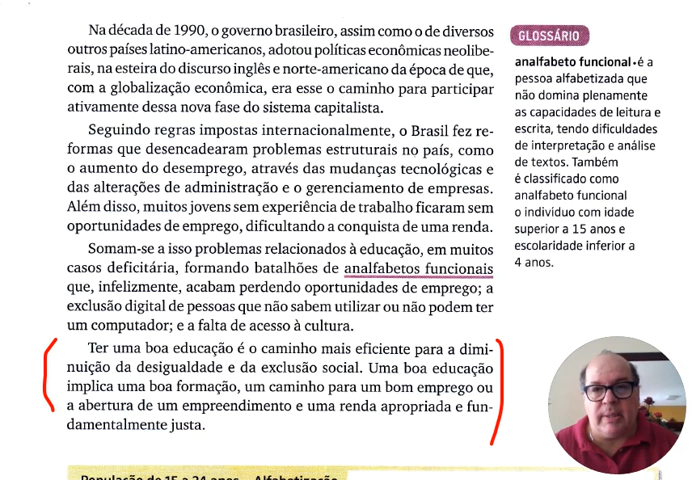 Na década de 1990, o governo brasileiro, assim como o de diversos
outros países latino-americanos, adotou políticas econômicas neolibe-
rais, na esteira do discurso inglês e norte-americano da época de que,
com a globalização econômica, era esse o caminho para participar
ativamente dessa nova fase do sistema capitalista.
Seguindo regras impostas internacionalmente, o Brasil fez re-
formas que desencadearam problemas estruturais no país, como
o aumento do desemprego, através das mudanças tecnológicas e
das alterações de administração e o gerenciamento de empresas.
Além disso, muitos jovens sem experiência de trabalho ficaram sem
oportunidades de emprego, dificultando a conquista de uma renda.
Somam-se a isso problemas relacionados à educação, em muitos
casos deficitária, formando batalhões de analfabetos funcionais
que, infelizmente, acabam perdendo oportunidades de emprego; a
exclusão digital de pessoas que não sabem utilizar ou não podem ter
um computador; e a falta de acesso à cultura.
Ter uma boa educação é o caminho mais eficiente para a dimi-
nuição da desigualdade e da exclusão social. Uma boa educação
implica uma boa formação, um caminho para um bom emprego ou
a abertura de um empreendimento e uma renda apropriada e fun-
damentalmente justa.
GLOSSÁRIO
analfabeto funcional • é a
pessoa alfabetizada que
não domina plenamente
as capacidades de leitura e
escrita, tendo dificuldades
de interpretação e análise
de textos. Também
é classificado como
analfabeto funcional
o indivíduo com idade
superior a 15 anos e
escolaridade inferior a
4 anos.
População de 15 a 24 anos – Alfabetização